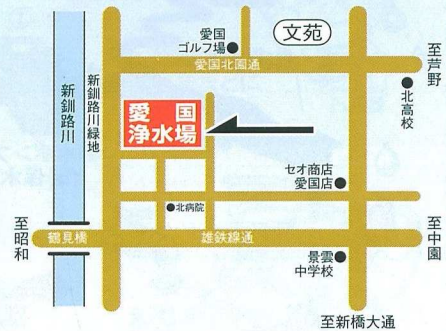 愛国
ゴルフ場
文苑
愛国北園通
至芦野
北高校
新釧路川
新釧路川緑地
愛国
浄水場
セオ商店
愛国店
北病院
至昭和
鶴見橋
雄鉄線通
至中園
景雲
中学校
至新橋大通